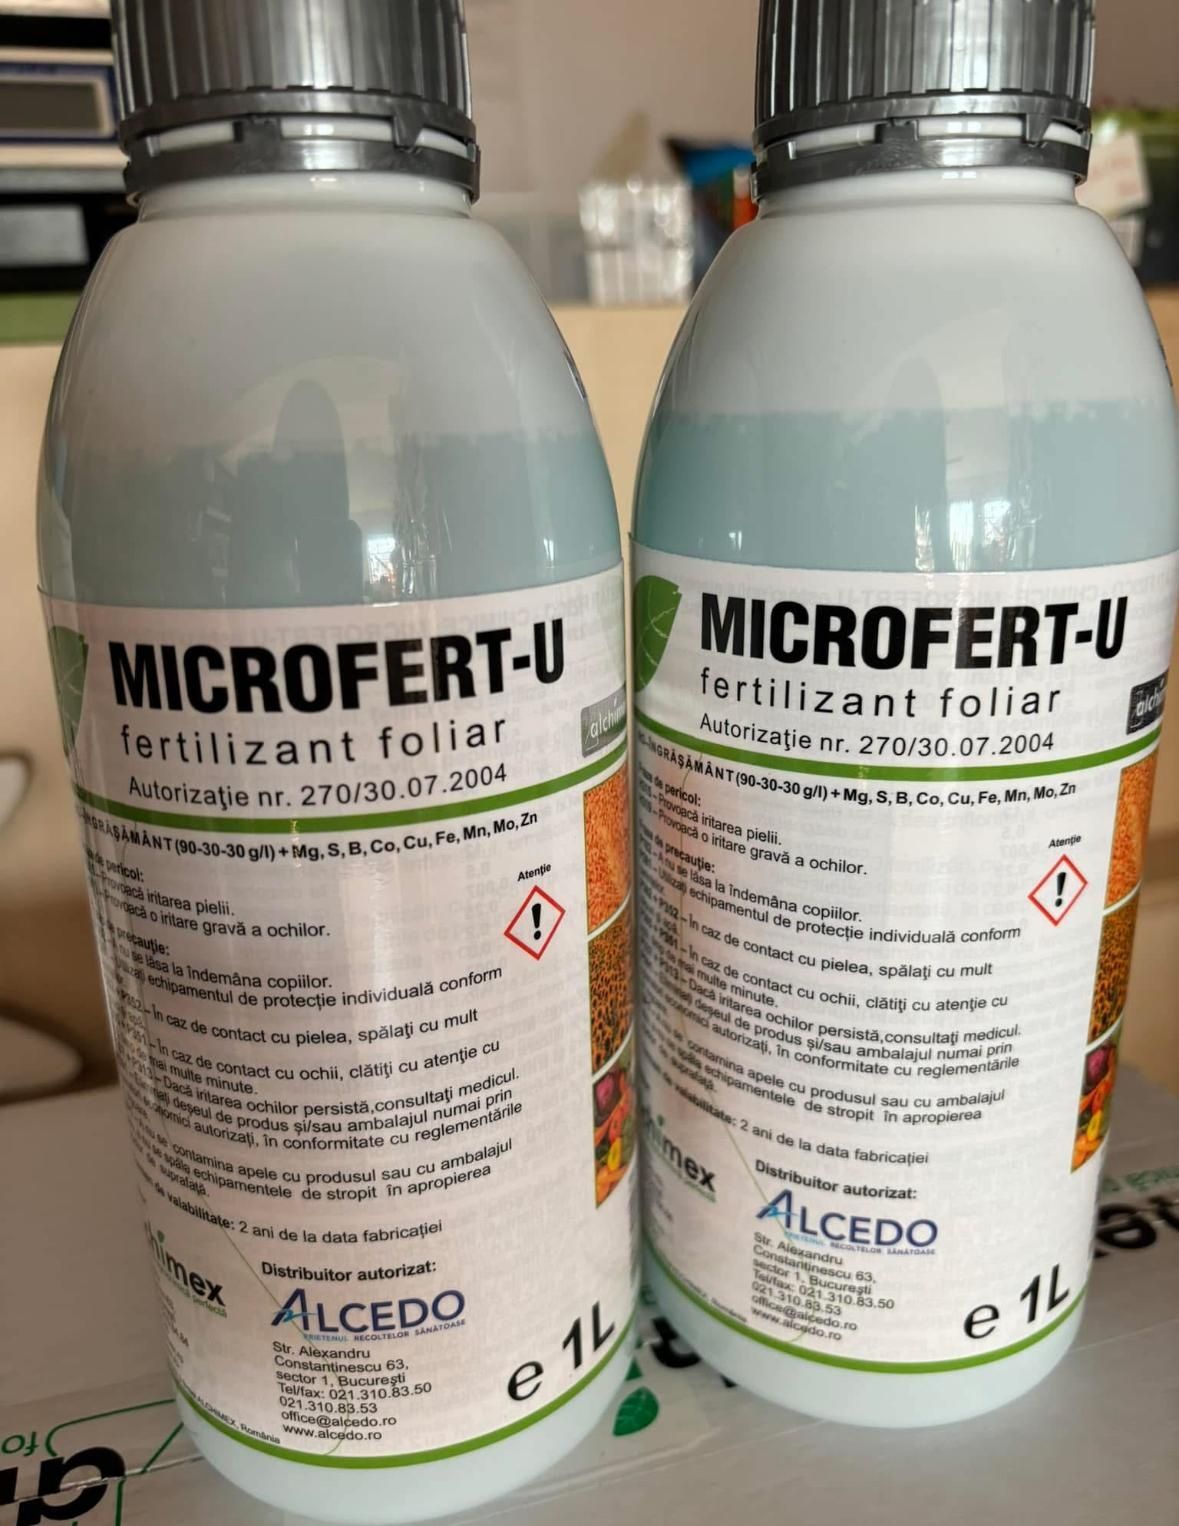 MICROFERT-U
fertilizant foliar
Autorizaţie nr. 270/30.07.2004
(90-30-30 g/l) + Mg, S, B, Co, Cu, Fe, Mn, Mo, Zn
pericol:
Provoacă iritarea pielii.
Provoacă o iritare gravă a ochilor.
Atenţie
de precauţie:
A nu se lăsa la îndemâna copiilor.
echipamentul de protecţie individuală conform
P352 – În caz de contact cu pielea, spălaţi cu mult
P351 – În caz de contact cu ochii, clătiţi cu atenţie cu
mai multe minute.
P313 – Dacă iritarea ochilor persistă,consultaţi medicul.
deşeul de produs şi/sau ambalajul numai prin
economici autorizaţi, în conformitate cu reglementările
contamina apele cu produsul sau cu ambalajul
echipamentele de stropit în apropierea
suprafaţă.
de valabilitate: 2 ani de la data fabricaţiei
Distribuitor autorizat:
ALCEDO
PRIETENUL RECOLTELOR SĂNĂTOASE
Str. Alexandru
Constantinescu 63,
sector 1, Bucureşti
Tel/fax: 021.310.83.50
021.310.83.53
office@alcedo.ro
www.alcedo.ro
ALCHIMEX, România
e 1L
MICROFERT-U
fertilizant foliar
Autorizaţie nr. 270/30.07.2004
ÎNGRĂŞĂMÂNT (90-30-30 g/l) + Mg, S, B, Co, Cu, Fe, Mn, Mo, Zn
de pericol:
Provoacă iritarea pielii.
Provoacă o iritare gravă a ochilor.
Atenţie
de precauţie:
A nu se lăsa la îndemâna copiilor.
Utilizaţi echipamentul de protecţie individuală conform
P352 – În caz de contact cu pielea, spălaţi cu mult
P351 – În caz de contact cu ochii, clătiţi cu atenţie cu
mai multe minute.
P313 – Dacă iritarea ochilor persistă,consultaţi medicul.
deşeul de produs şi/sau ambalajul numai prin
economici autorizaţi, în conformitate cu reglementările
contamina apele cu produsul sau cu ambalajul
echipamentele de stropit în apropierea
suprafaţă.
de valabilitate: 2 ani de la data fabricaţiei
Distribuitor autorizat:
ALCEDO
PRIETENUL RECOLTELOR SĂNĂTOASE
Str. Alexandru
Constantinescu 63,
sector 1, Bucureşti
Tel/fax: 021.310.83.50
021.310.83.53
office@alcedo.ro
www.alcedo.ro
e 1L